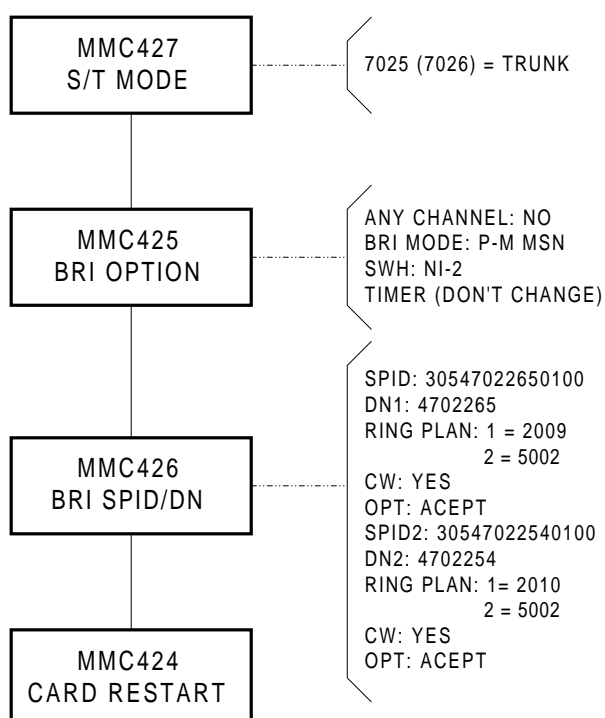 MMC427
S/T MODE
7025 (7026) = TRUNK
MMC425
BRI OPTION
ANY CHANNEL: NO
BRI MODE: P-M MSN
SWH: NI-2
TIMER (DON'T CHANGE)
MMC426
BRI SPID/DN
SPID: 30547022650100
DN1: 4702265
RING PLAN: 1 = 2009
2 = 5002
CW: YES
OPT: ACEPT
SPID2: 30547022540100
DN2: 4702254
RING PLAN: 1= 2010
2 = 5002
CW: YES
OPT: ACEPT
MMC424
CARD RESTART